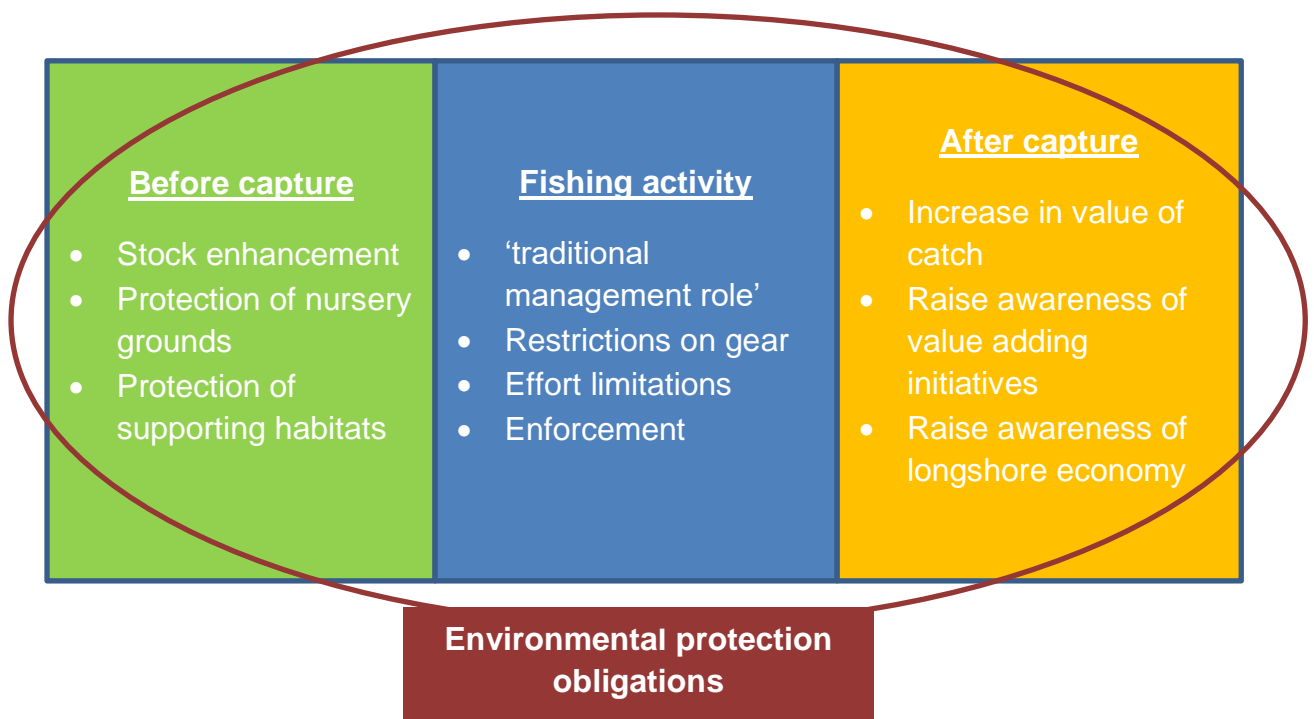 Before capture
• Stock enhancement
• Protection of nursery
grounds
• Protection of
supporting habitats
Fishing activity
• ‘traditional
management role’
• Restrictions on gear
• Effort limitations
• Enforcement
After capture
• Increase in value of
catch
• Raise awareness of
value adding
initiatives
• Raise awareness of
longshore economy
Environmental protection
obligations